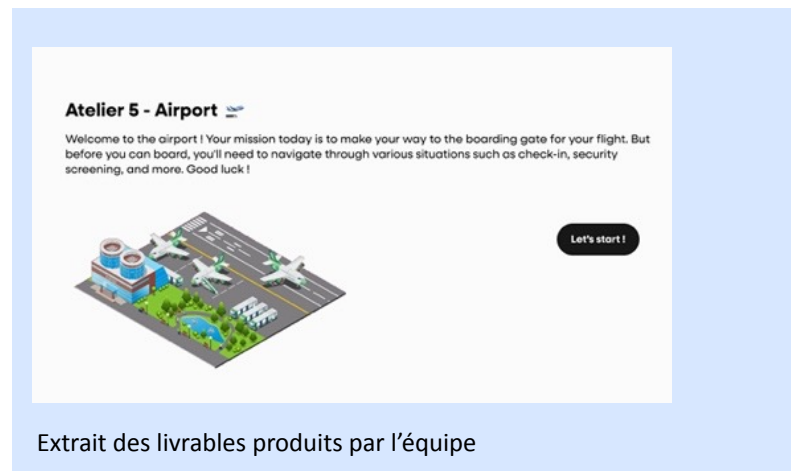 Atelier 5 - Airport
Welcome to the airport ! Your mission today is to make your way to the boarding gate for your flight. But
before you can board, you'll need to navigate through various situations such as check-in, security
screening, and more. Good luck !
Let's start !
Extrait des livrables produits par l'équipe